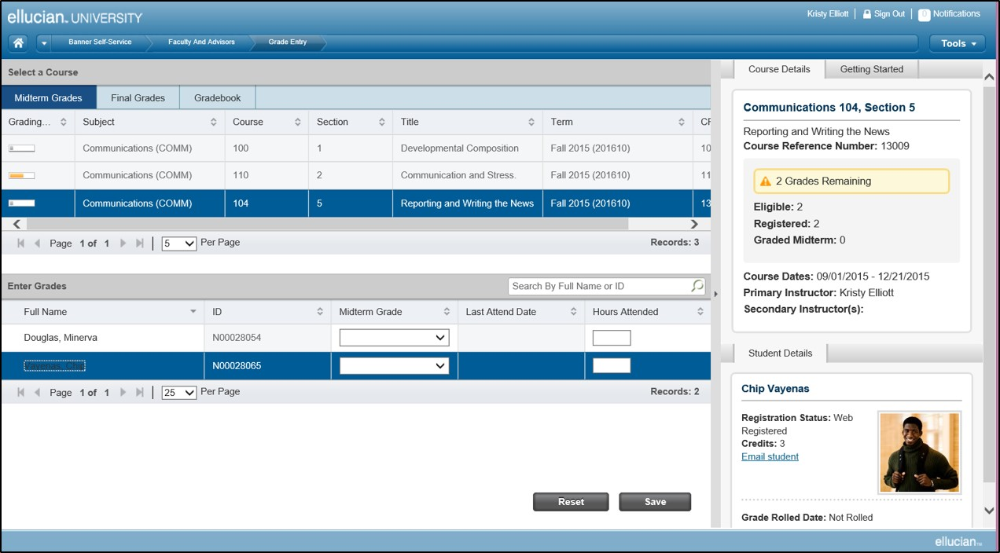 ellucian UNIVERSITY
Kristy Elliott | Sign Out | 0 Notifications
Banner Self-Service Faculty And Advisors Grade Entry Tools
Select a Course
Midterm Grades Final Grades Gradebook
Grading... Subject Course Section Title Term
Communications (COMM) 100 1 Developmental Composition Fall 2015 (201610) 10
Communications (COMM) 110 2 Communication and Stress. Fall 2015 (201610) 11
Communications (COMM) 104 5 Reporting and Writing the News Fall 2015 (201610) 13
Page 1 of 1 | 5 Per Page Records: 3
Enter Grades Search By Full Name or ID
Full Name ID Midterm Grade Last Attend Date Hours Attended
Douglas, Minerva N00028054
Vayenas, Chip N00028065
Page 1 of 1 | 25 Per Page Records: 2
Reset Save
Course Details Getting Started
Communications 104, Section 5
Reporting and Writing the News
Course Reference Number: 13009
2 Grades Remaining
Eligible: 2
Registered: 2
Graded Midterm: 0
Course Dates: 09/01/2015 - 12/21/2015
Primary Instructor: Kristy Elliott
Secondary Instructor(s):
Student Details
Chip Vayenas
Registration Status: Web
Registered
Credits: 3
Email student
Grade Rolled Date: Not Rolled
ellucian